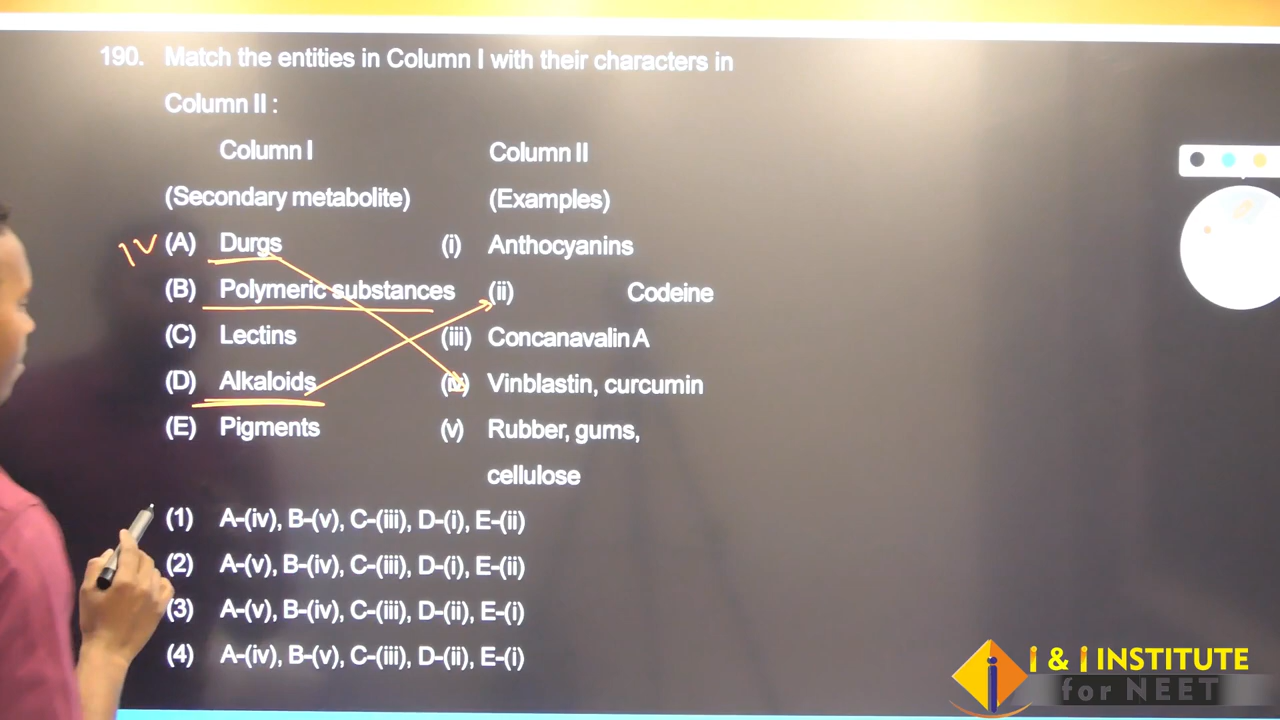 190. Match the entities in Column I with their characters in
Column II :
Column I Column II
(Secondary metabolite) (Examples)
IV (A) Durgs (i) Anthocyanins
(B) Polymeric substances (ii) Codeine
(C) Lectins (iii) Concanavalin A
(D) Alkaloids (iv) Vinblastin, curcumin
(E) Pigments (v) Rubber, gums,
cellulose
(1) A-(iv), B-(v), C-(iii), D-(i), E-(ii)
(2) A-(v), B-(iv), C-(iii), D-(i), E-(ii)
(3) A-(v), B-(iv), C-(iii), D-(ii), E-(i)
(4) A-(iv), B-(v), C-(iii), D-(ii), E-(i)
i & i INSTITUTE
for NEET